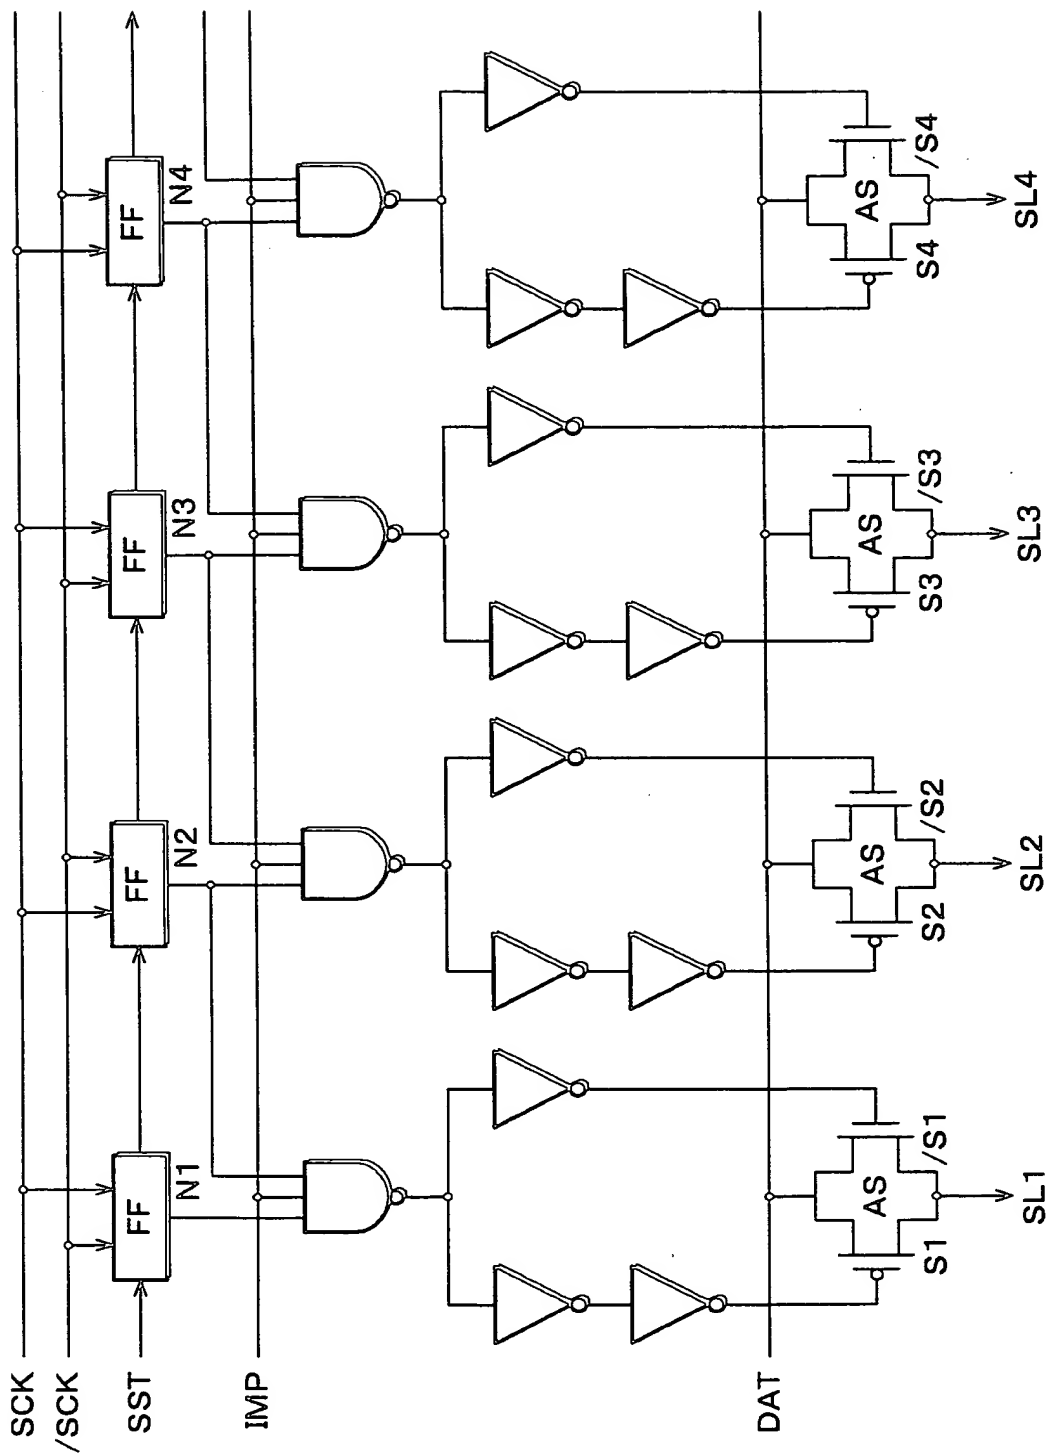 SCK
/SCK
SST
FF
FF
FF
FF
N1
N2
N3
N4
IMP
DAT
AS
AS
AS
AS
S1
/S1
S2
/S2
S3
/S3
S4
/S4
SL1
SL2
SL3
SL4